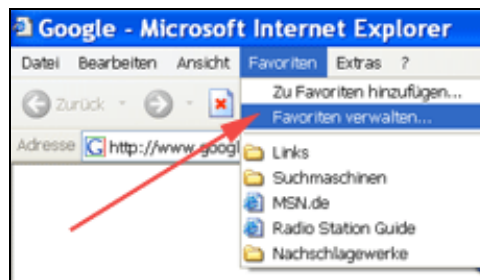 Google - Microsoft Internet Explorer
Datei Bearbeiten Ansicht Favoriten Extras ?
Zurück
Zu Favoriten hinzufügen...
Favoriten verwalten...
Adresse http://www.googl
Links
Suchmaschinen
MSN.de
Radio Station Guide
Nachschlagewerke